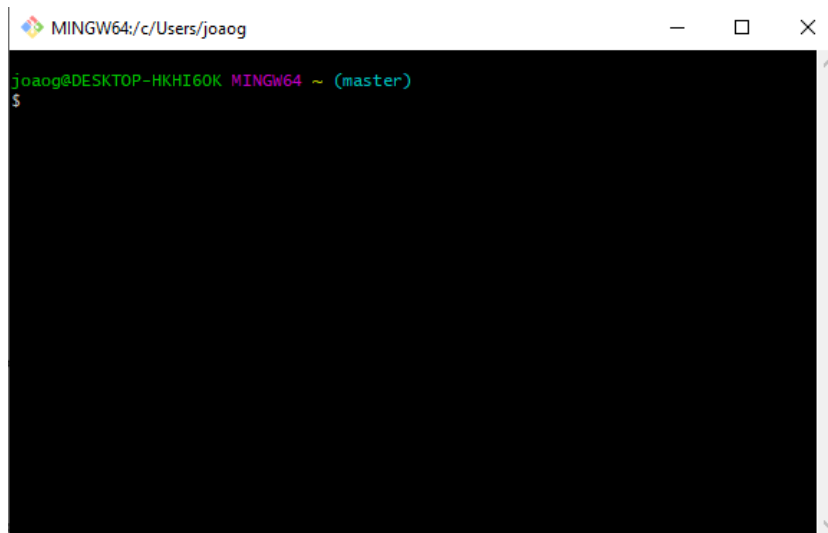 MINGW64:/c/Users/joaog
joaog@DESKTOP-HKHI6OK MINGW64 ~ (master)
$